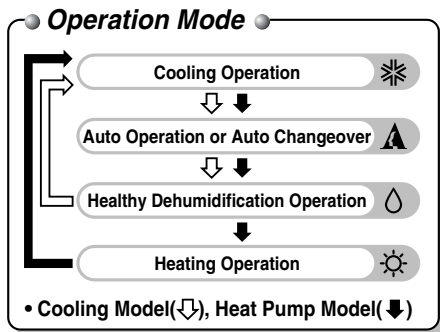 Operation Mode
Cooling Operation
Auto Operation or Auto Changeover
Healthy Dehumidification Operation
Heating Operation
• Cooling Model(⇩), Heat Pump Model(⬇)